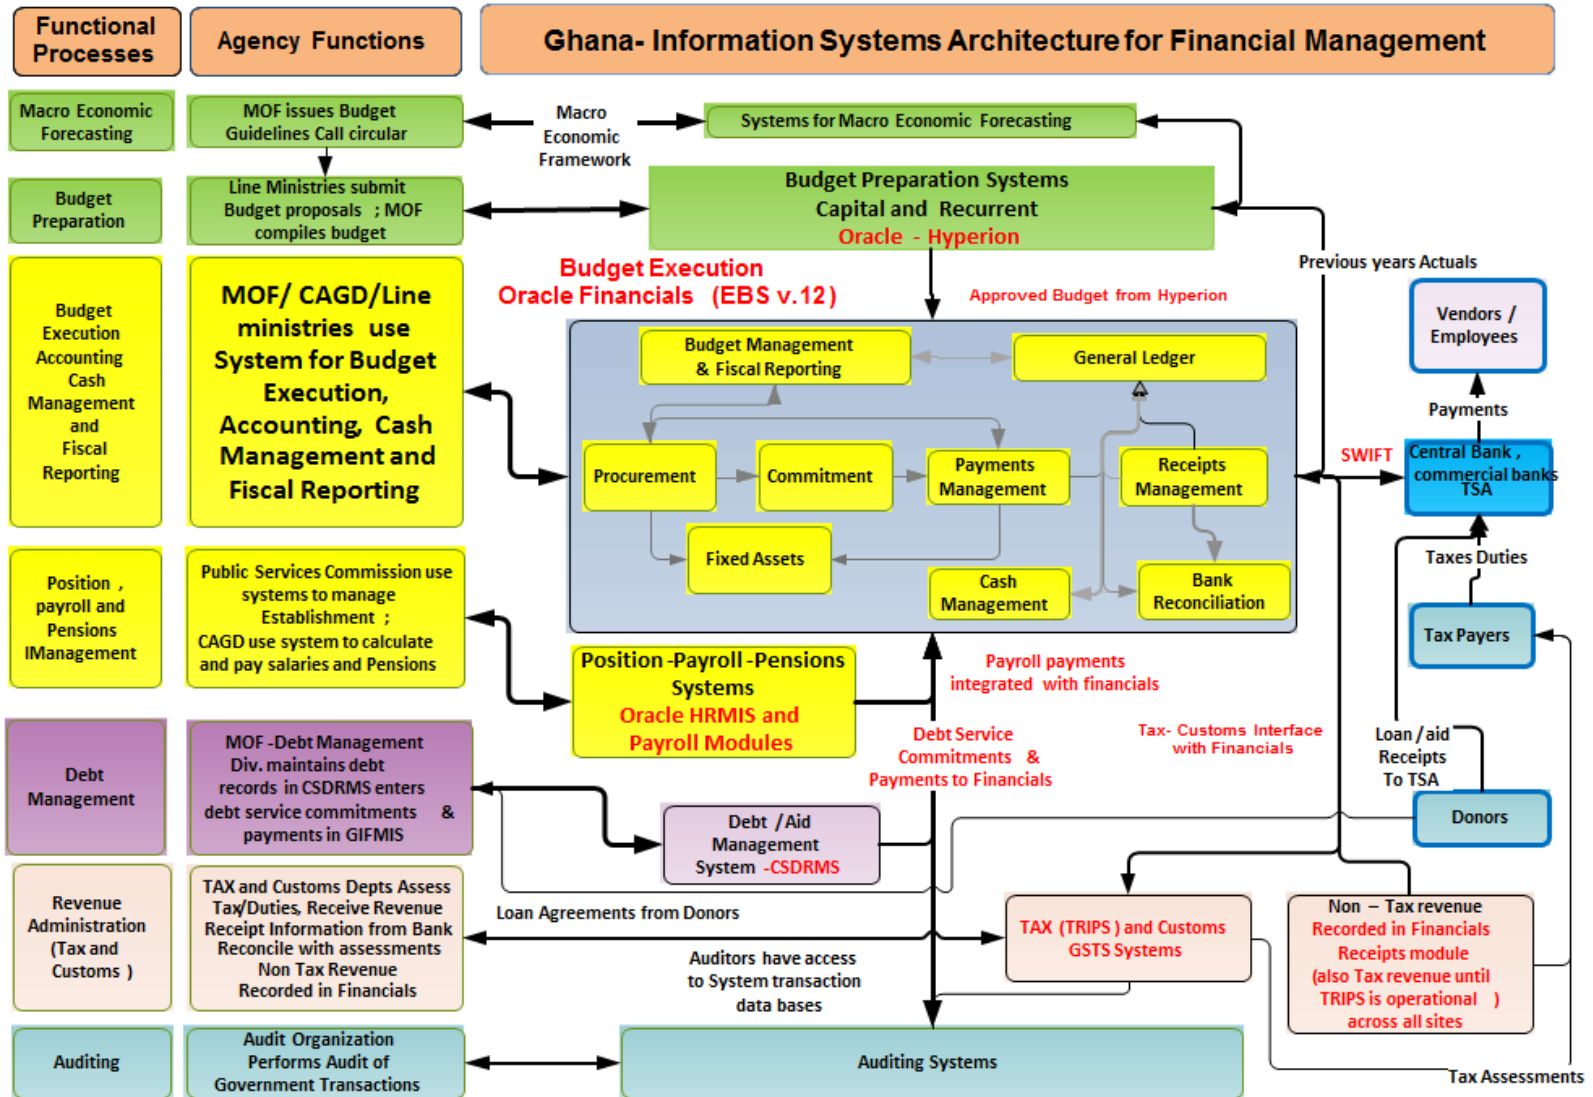 Functional
Processes
Agency Functions
Ghana- Information Systems Architecture for Financial Management
Macro Economic
Forecasting
MOF issues Budget
Guidelines Call circular
Macro
Economic
Framework
Systems for Macro Economic Forecasting
Budget
Preparation
Line Ministries submit
Budget proposals ; MOF
compiles budget
Budget Preparation Systems
Capital and Recurrent
Oracle - Hyperion
Previous years Actuals
Budget
Execution
Accounting
Cash
Management
and
Fiscal
Reporting
MOF/ CAGD/Line
ministries use
System for Budget
Execution,
Accounting, Cash
Management and
Fiscal Reporting
Budget Execution
Oracle Financials (EBS v.12)
Approved Budget from Hyperion
Budget Management
& Fiscal Reporting
General Ledger
Procurement
Commitment
Payments
Management
Receipts
Management
Fixed Assets
Cash
Management
Bank
Reconciliation
Vendors /
Employees
Payments
SWIFT
Central Bank ,
commercial banks
TSA
Taxes Duties
Tax Payers
Position ,
payroll and
Pensions
IManagement
Public Services Commission use
systems to manage
Establishment ;
CAGD use system to calculate
and pay salaries and Pensions
Position -Payroll -Pensions
Systems
Oracle HRMIS and
Payroll Modules
Payroll payments
integrated with financials
Debt Service
Commitments &
Payments to Financials
Tax- Customs Interface
with Financials
Loan /aid
Receipts
To TSA
Donors
Debt
Management
MOF -Debt Management
Div. maintains debt
records in CSDRMS enters
debt service commitments &
payments in GIFMIS
Debt / Aid
Management
System -CSDRMS
Revenue
Administration
(Tax and
Customs )
TAX and Customs Depts Assess
Tax/Duties, Receive Revenue
Receipt Information from Bank
Reconcile with assessments
Non Tax Revenue
Recorded in Financials
Loan Agreements from Donors
Auditors have access
to System transaction
data bases
TAX (TRIPS ) and Customs
GSTS Systems
Non – Tax revenue
Recorded in Financials
Receipts module
(also Tax revenue until
TRIPS is operational )
across all sites
Auditing
Audit Organization
Performs Audit of
Government Transactions
Auditing Systems
Tax Assessments